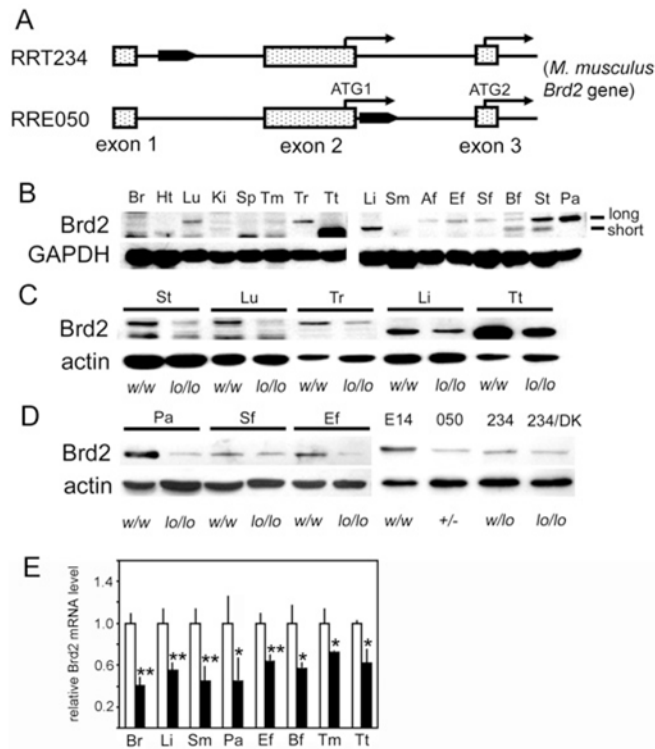 A
RRT234
ATG1 ATG2
(M. musculus
Brd2 gene)
RRE050
exon 1 exon 2 exon 3
B
Br Ht Lu Ki Sp Tm Tr Tt Li Sm Af Ef Sf Bf St Pa
Brd2
long
short
GAPDH
C
St Lu Tr Li Tt
Brd2
actin
w/w lo/lo w/w lo/lo w/w lo/lo w/w lo/lo w/w lo/lo
D
Pa Sf Ef E14 050 234 234/DK
Brd2
actin
w/w lo/lo w/w lo/lo w/w lo/lo w/w +/- w/lo lo/lo
E
relative Brd2 mRNA level
1.4
1.0
0.6
0.2
** ** ** * ** * * *
Br Li Sm Pa Ef Bf Tm Tt